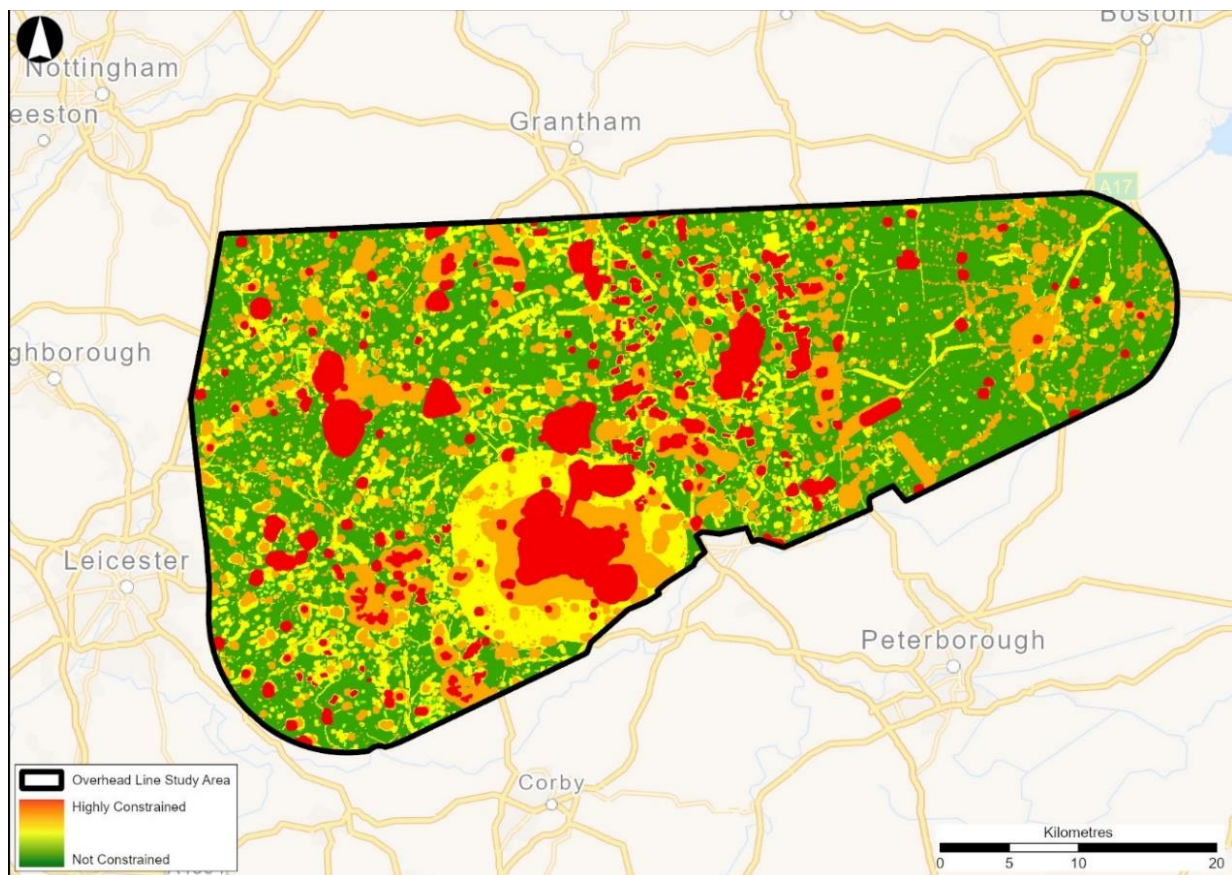 Boston
Nottingham
eeston
Grantham
A17
ghborough
Leicester
Peterborough
Corby
Overhead Line Study Area
Highly Constrained
Not Constrained
Kilometres
0 5 10 20